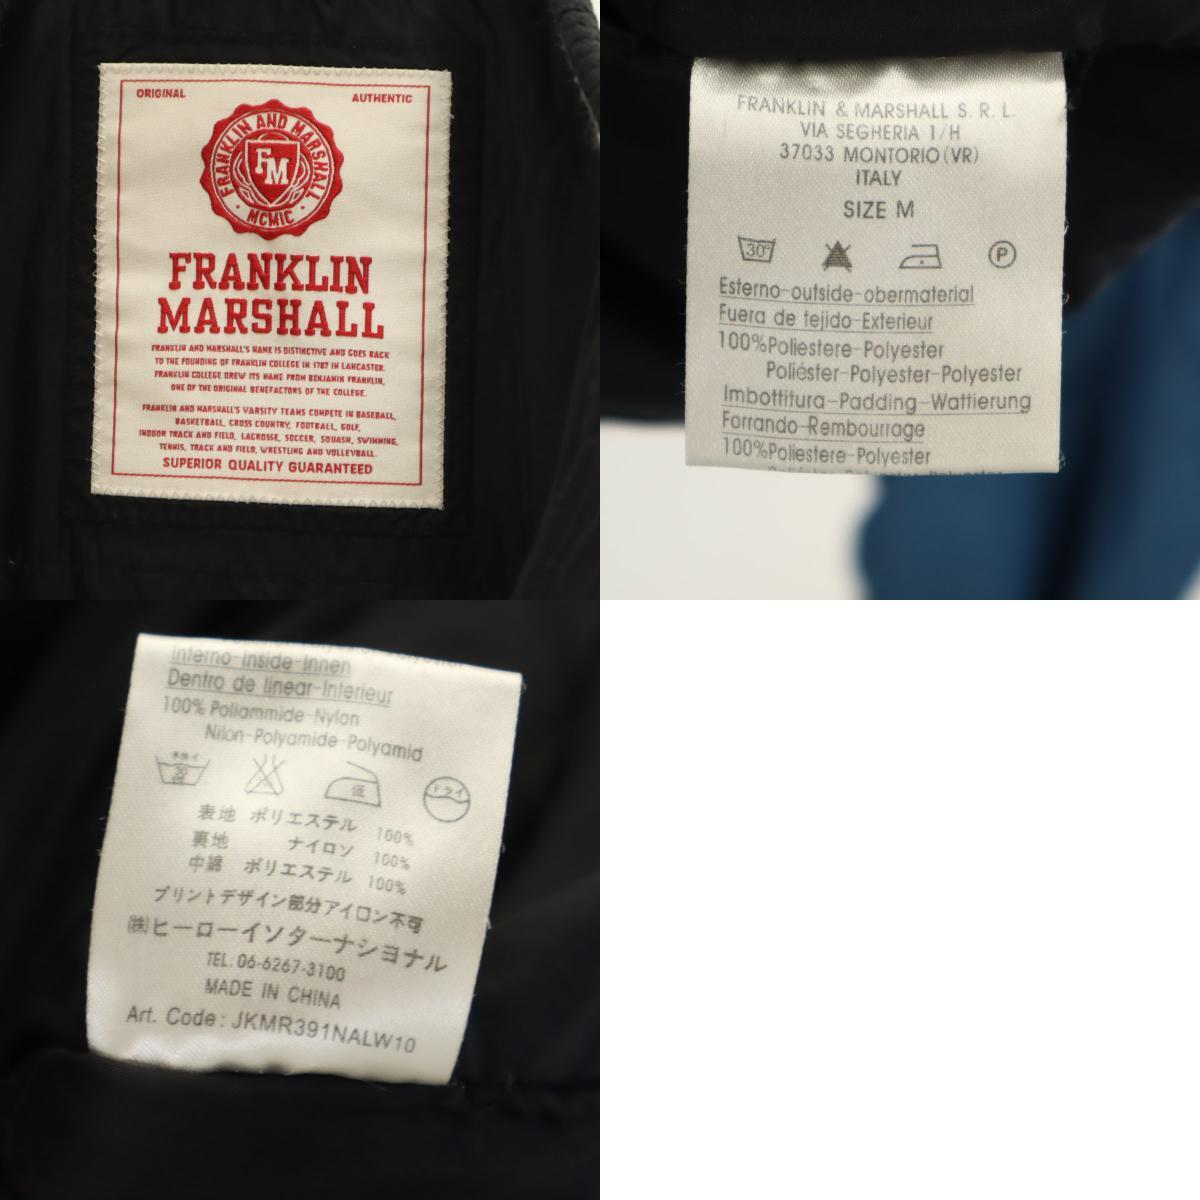 ORIGINAL
AUTHENTIC
FRANKLIN AND MARSHALL
FM
· MCMIC ·
FRANKLIN
MARSHALL
FRANKLIN AND MARSHALL'S NAME IS DISTINCTIVE AND GOES BACK
TO THE FOUNDING OF FRANKLIN COLLEGE IN 1787 IN LANCASTER.
FRANKLIN COLLEGE DREW ITS NAME FROM BENJAMIN FRANKLIN,
ONE OF THE ORIGINAL BENEFACTORS OF THE COLLEGE.
FRANKLIN AND MARSHALL'S VARSITY TEAMS COMPETE IN BASEBALL,
BASKETBALL, CROSS COUNTRY, FOOTBALL, GOLF,
INDOOR TRACK AND FIELD, LACROSSE, SOCCER, SQUASH, SWIMMING,
TENNIS, TRACK AND FIELD, WRESTLING AND VOLLEYBALL.
SUPERIOR QUALITY GUARANTEED
FRANKLIN & MARSHALL S. R. L.
VIA SEGHERIA 1/H
37033 MONTORIO(VR)
ITALY
SIZE M
30° P
Esterno-outside-obermaterial
Fuera de tejido-Exterieur
100%Poliestere-Polyester
Poliéster-Polyester-Polyester
Imbottitura-Padding-Wattierung
Forrando-Rembourrage
100%Poliestere-Polyester
Interno-Inside-Innen
Dentro de linear-Interieur
100% Poliammide-Nylon
Nilon-Polyamide-Polyamid
手洗イ 30 低 ドライ
表地 ポリエステル 100%
裏地 ナイロン 100%
中綿 ポリエステル 100%
プリントデザイン部分アイロン不可
㈱ヒーローインターナショナル
TEL: 06-6267-3100
MADE IN CHINA
Art. Code: JKMR391NALW10